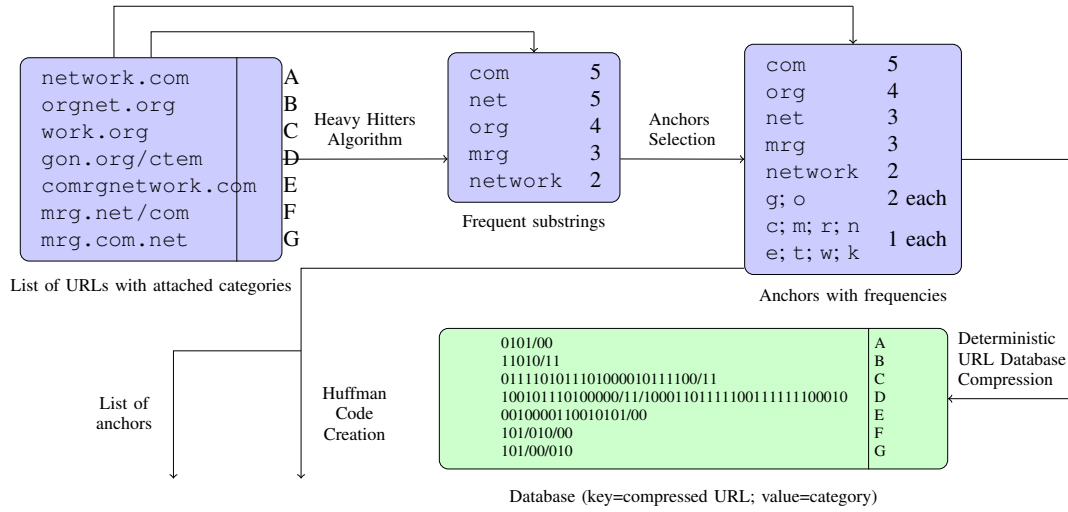 network.com A
orgnet.org B
work.org C
gon.org/ctem D
comrgnetwork.com E
mrg.net/com F
mrg.com.net G
List of URLs with attached categories
Heavy Hitters
Algorithm
com 5
net 5
org 4
mrg 3
network 2
Frequent substrings
Anchors
Selection
com 5
org 4
net 3
mrg 3
network 2
g; o 2 each
c; m; r; n
1 each
e; t; w; k
Anchors with frequencies
List of
anchors
Huffman
Code
Creation
0101/00 A
11010/11 B
0111101011101000010111100/11 C
100101110100000/11/10001101111100111111100010 D
0010000110010101/00 E
101/010/00 F
101/00/010 G
Database (key=compressed URL; value=category)
Deterministic
URL Database
Compression